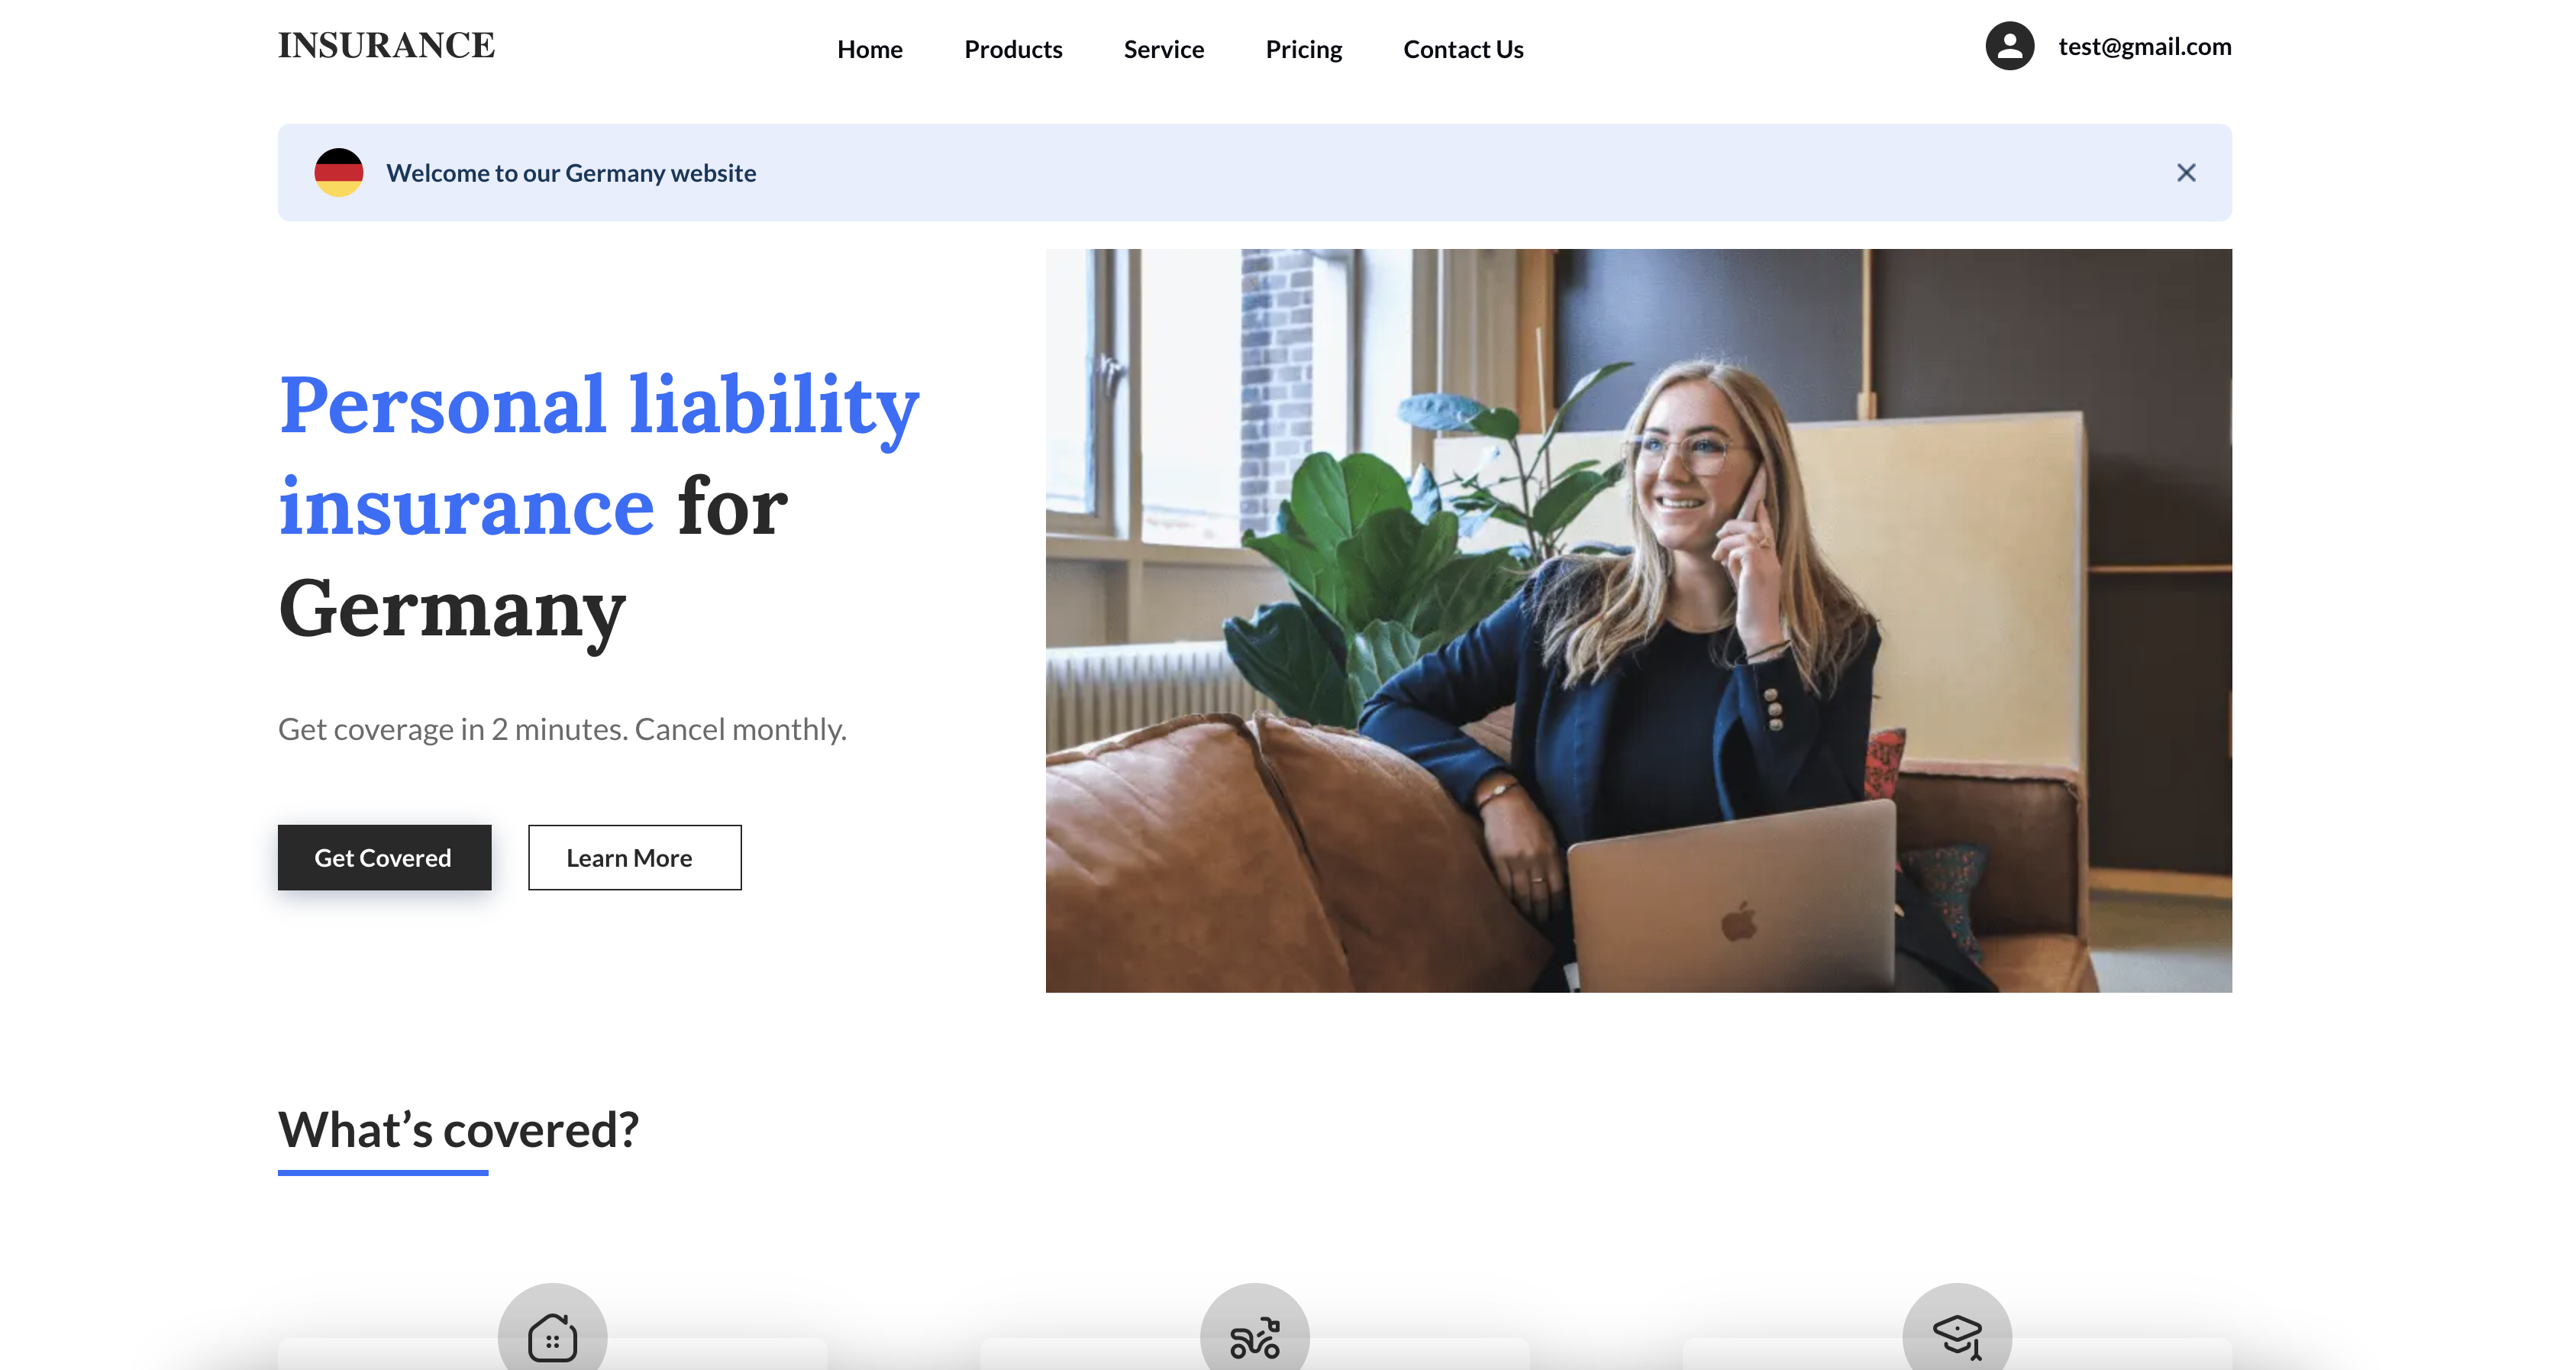 INSURANCE
Home Products Service Pricing Contact Us
test@gmail.com
Welcome to our Germany website
Personal liability
insurance for
Germany
Get coverage in 2 minutes. Cancel monthly.
Get Covered
Learn More
What’s covered?